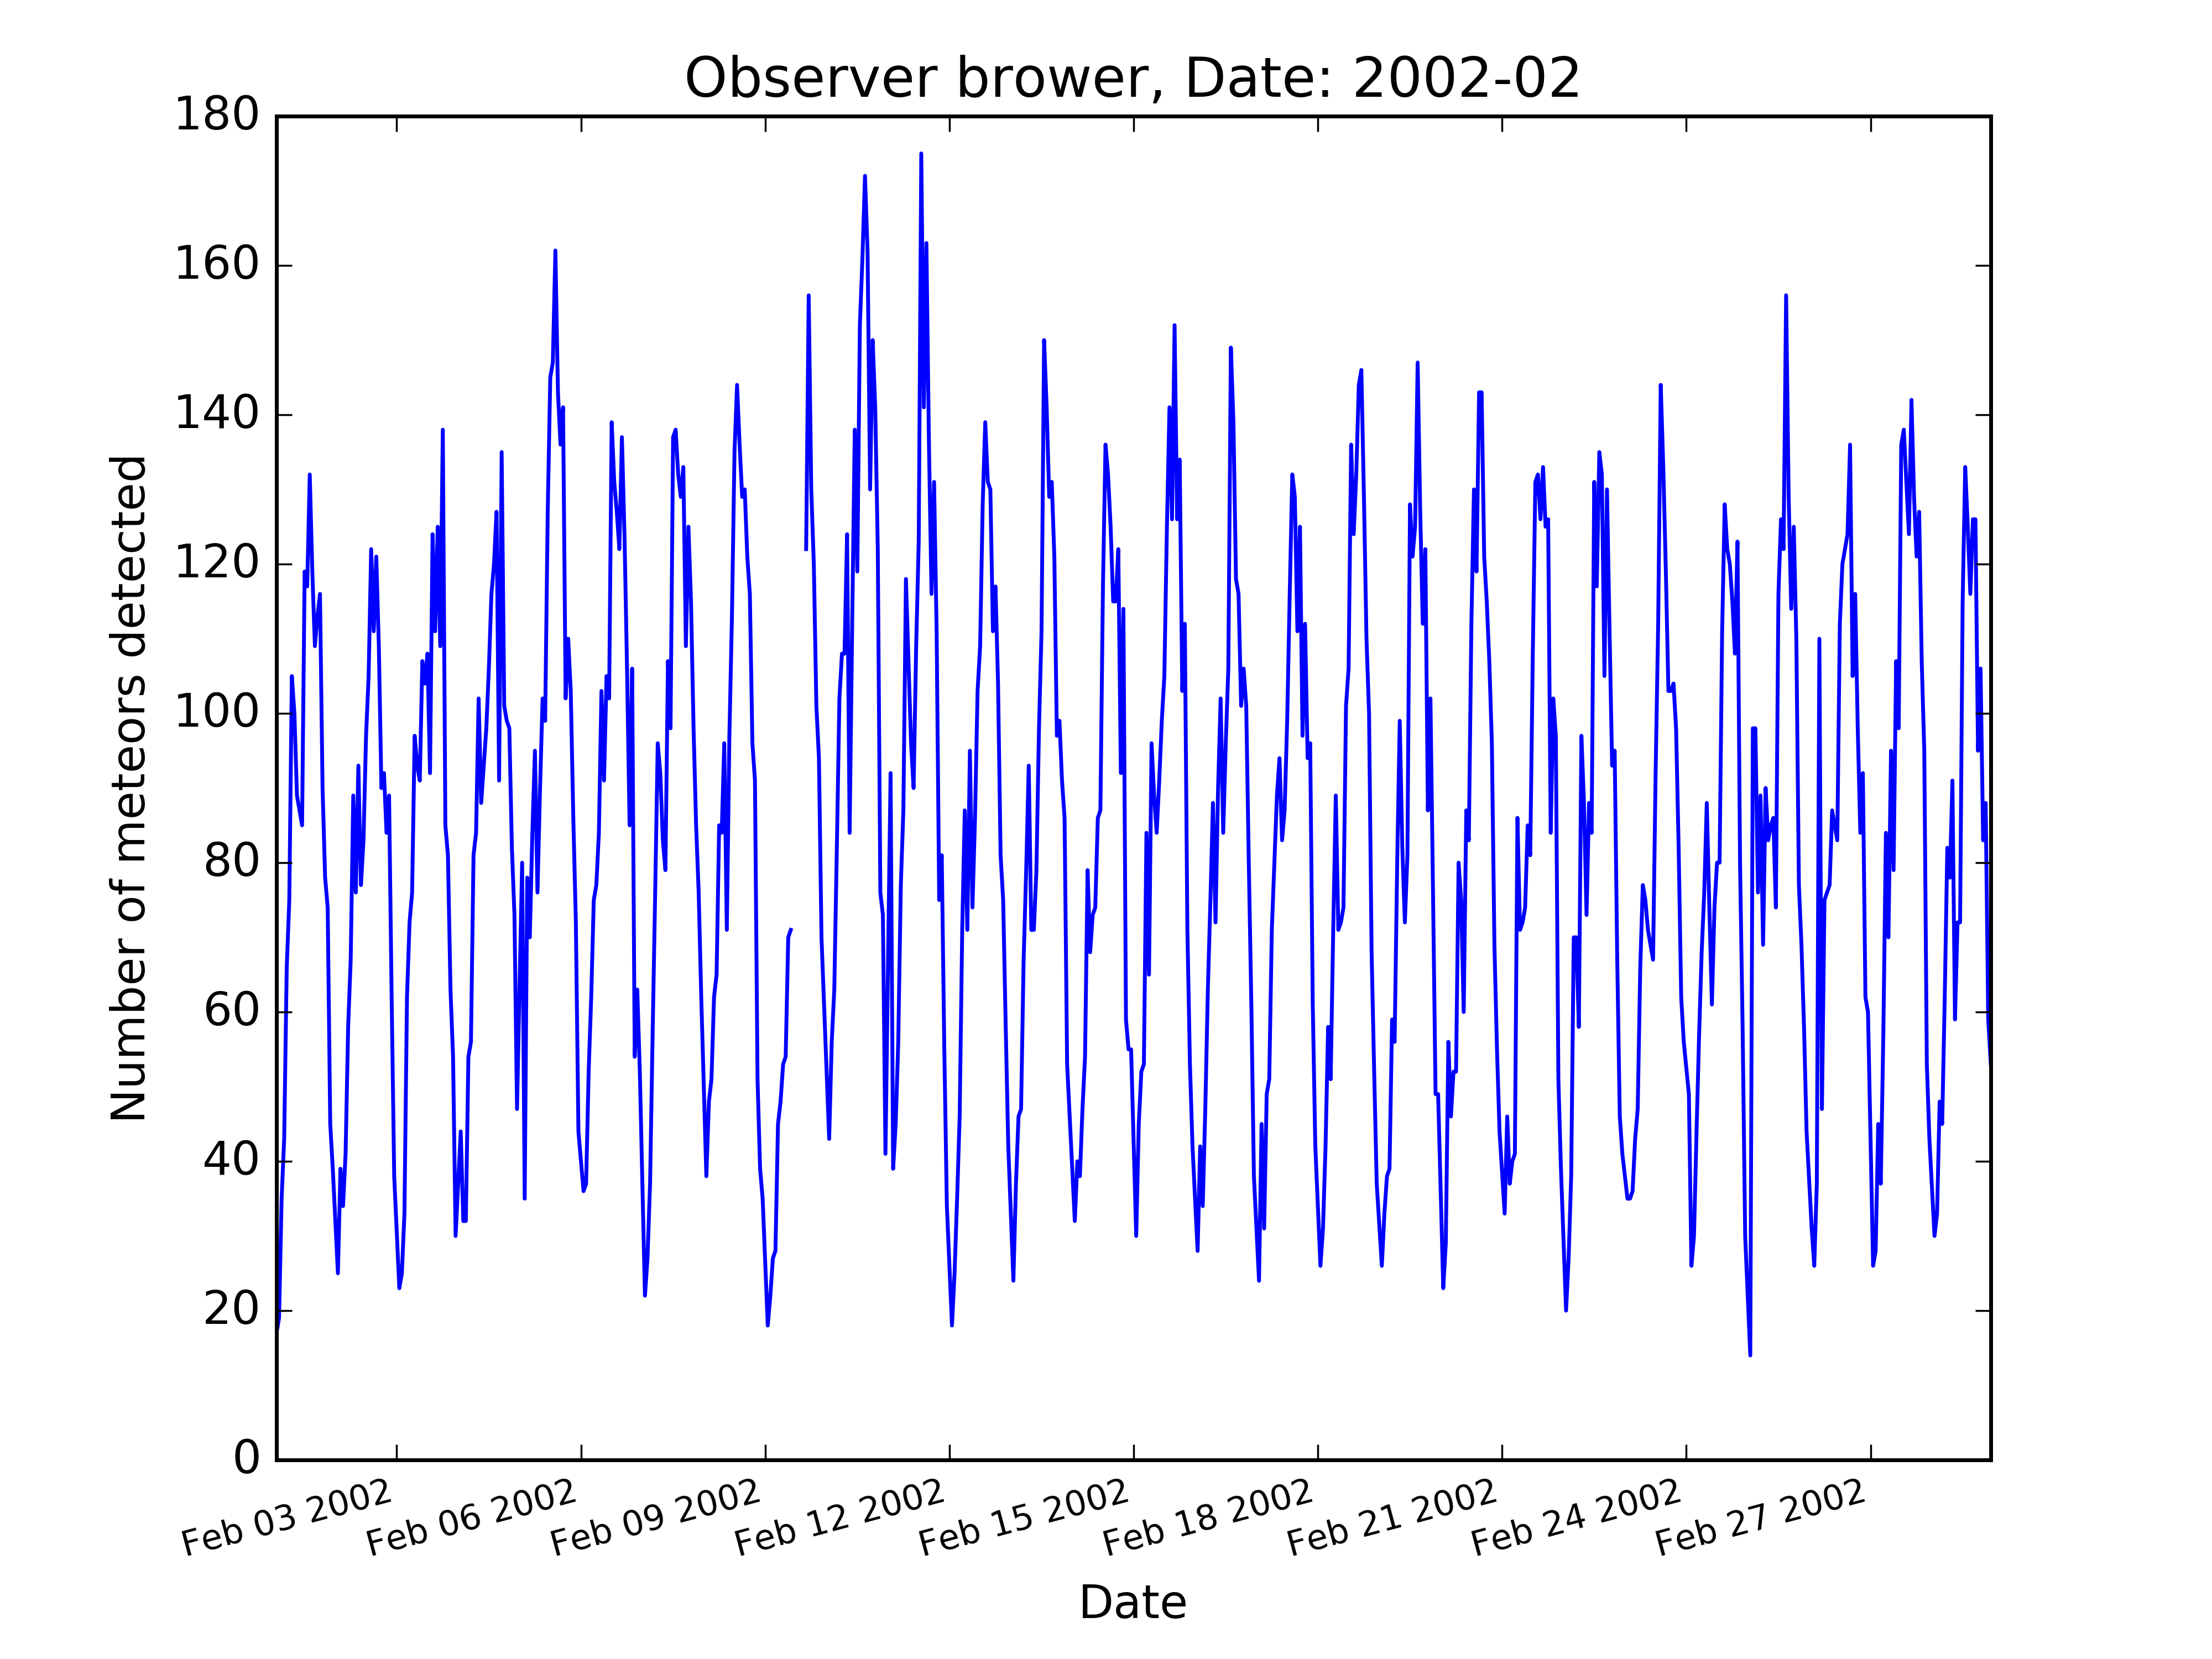 Observer brower, Date: 2002-02
180
160
140
120
100
80
60
40
20
0
Number of meteors detected
Feb 03 2002
Feb 06 2002
Feb 09 2002
Feb 12 2002
Feb 15 2002
Feb 18 2002
Feb 21 2002
Feb 24 2002
Feb 27 2002
Date